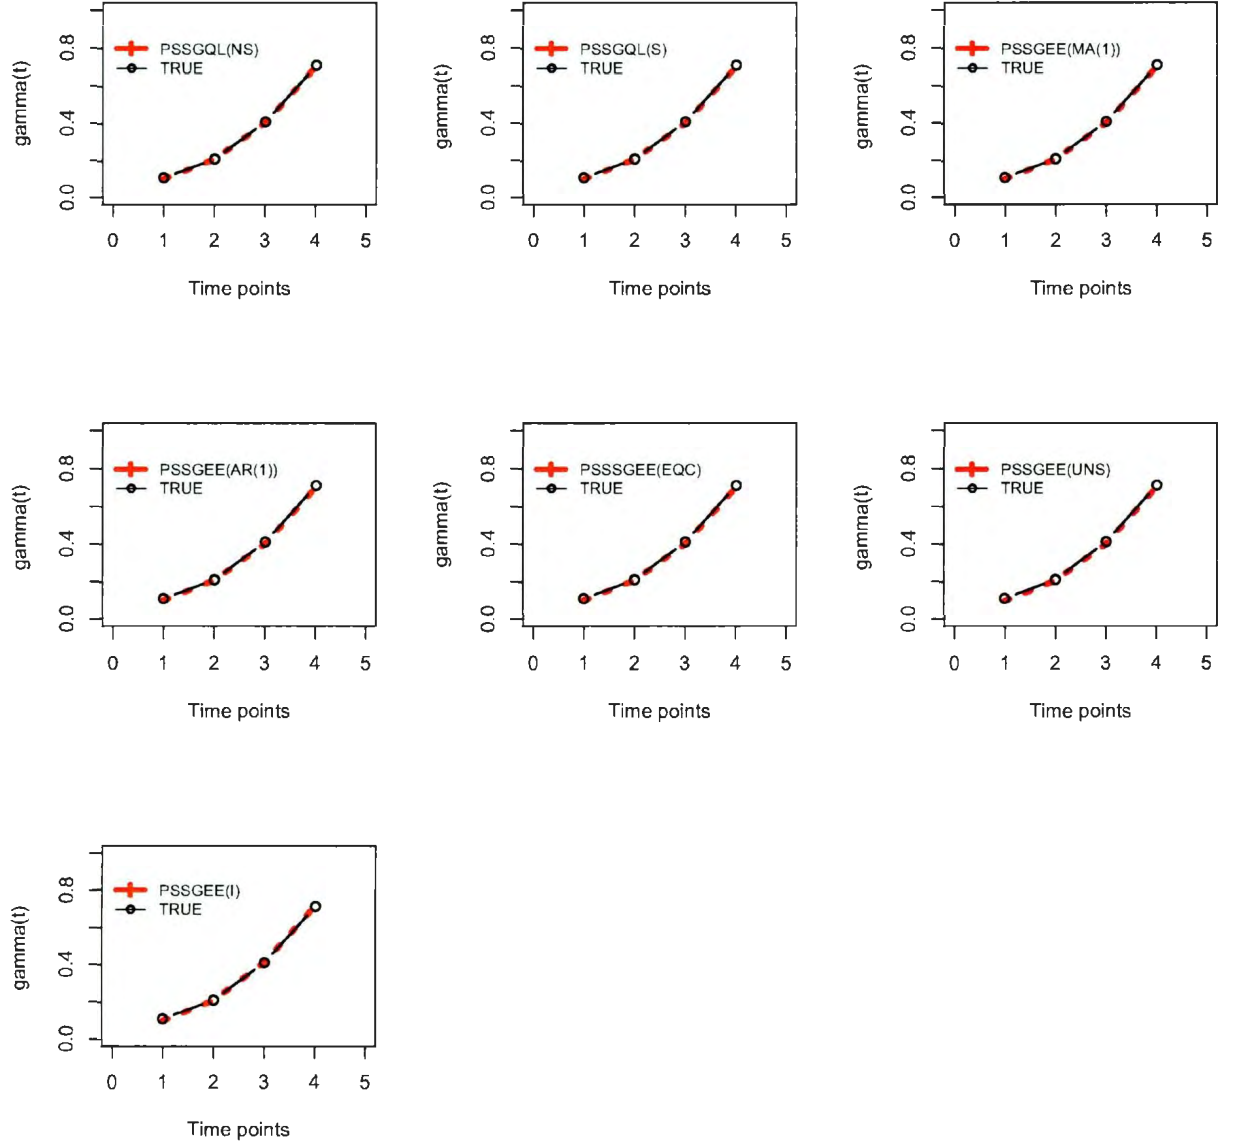 gamma(t)
0.0 0.4 0.8
PSSGQL(NS)
TRUE
0 1 2 3 4 5
Time points
gamma(t)
0.0 0.4 0.8
PSSGQL(S)
TRUE
0 1 2 3 4 5
Time points
gamma(t)
0.0 0.4 0.8
PSSGEE(MA(1))
TRUE
0 1 2 3 4 5
Time points
gamma(t)
0.0 0.4 0.8
PSSGEE(AR(1))
TRUE
0 1 2 3 4 5
Time points
gamma(t)
0.0 0.4 0.8
PSSSGEE(EQC)
TRUE
0 1 2 3 4 5
Time points
gamma(t)
0.0 0.4 0.8
PSSGEE(UNS)
TRUE
0 1 2 3 4 5
Time points
gamma(t)
0.0 0.4 0.8
PSSGEE(I)
TRUE
0 1 2 3 4 5
Time points